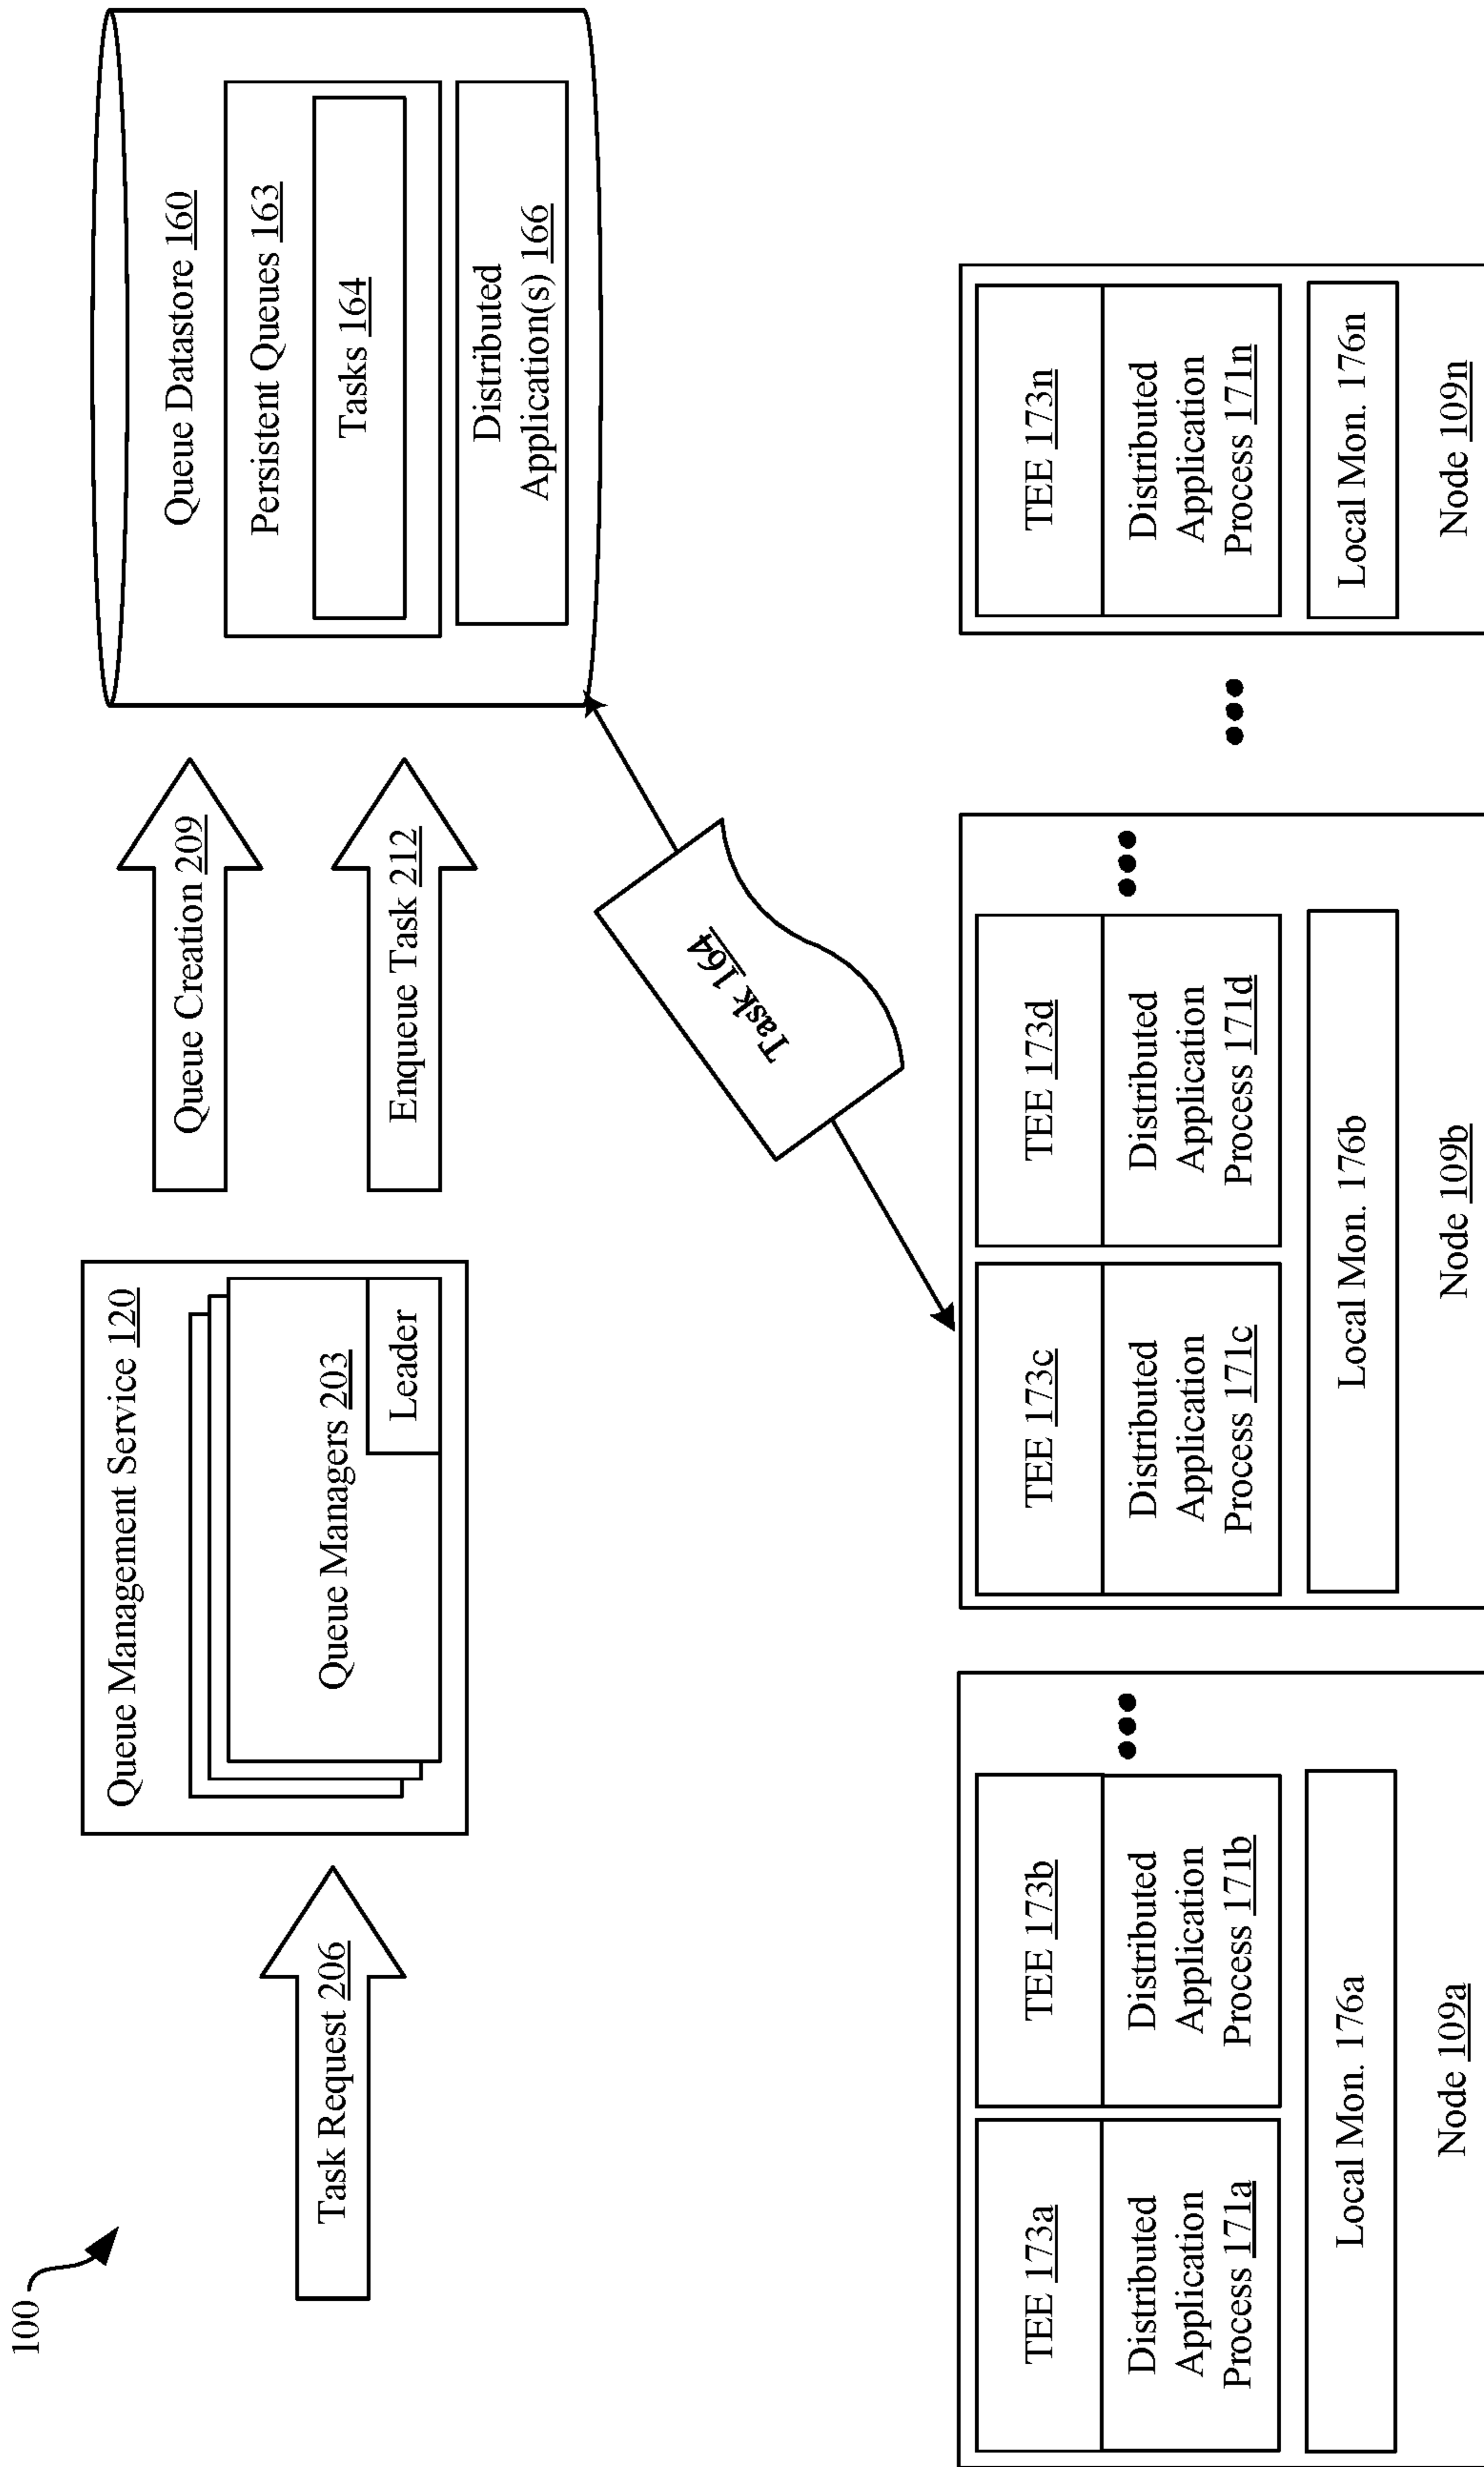 100
Task Request 206
Queue Management Service 120
Queue Managers 203
Leader
Queue Creation 209
Enqueue Task 212
Queue Datastore 160
Persistent Queues 163
Tasks 164
Distributed
Application(s) 166
Task 164
TEE 173a
Distributed
Application
Process 171a
TEE 173b
Distributed
Application
Process 171b
Local Mon. 176a
Node 109a
TEE 173c
Distributed
Application
Process 171c
TEE 173d
Distributed
Application
Process 171d
Local Mon. 176b
Node 109b
TEE 173n
Distributed
Application
Process 171n
Local Mon. 176n
Node 109n